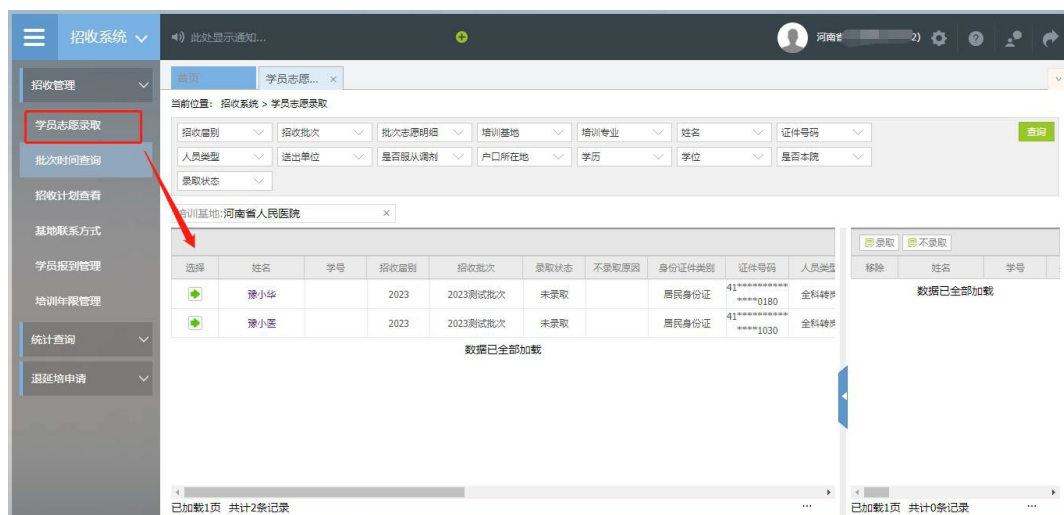 招收系统
此处显示通知...
河南省 2)
招收管理
学员志愿录取
批次时间查询
招收计划查看
基地联系方式
学员报到管理
培训年限管理
统计查询
退延培申请
首页
学员志愿... ×
当前位置: 招收系统 > 学员志愿录取
招收届别 招收批次 批次志愿明细 培训基地 培训专业 姓名 证件号码 查询
人员类型 送出单位 是否服从调剂 户口所在地 学历 学位 是否本院
录取状态
培训基地:河南省人民医院 ×
录取 不录取
选择 姓名 学号 招收届别 招收批次 录取状态 不录取原因 身份证件类别 证件号码 人员类型 移除 姓名 学号
豫小华 2023 2023测试批次 未录取 居民身份证 41**************0180 全科转岗
豫小医 2023 2023测试批次 未录取 居民身份证 41**************1030 全科转岗
数据已全部加载
数据已全部加载
已加载1页 共计2条记录 ...
已加载1页 共计0条记录 ...